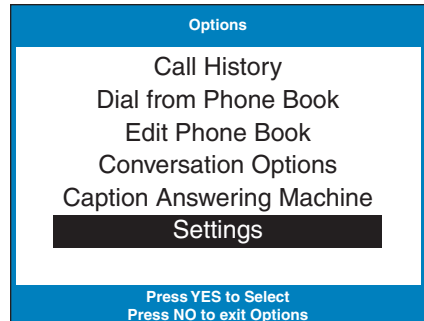 Options
Call History
Dial from Phone Book
Edit Phone Book
Conversation Options
Caption Answering Machine
Settings
Press YES to Select
Press NO to exit Options